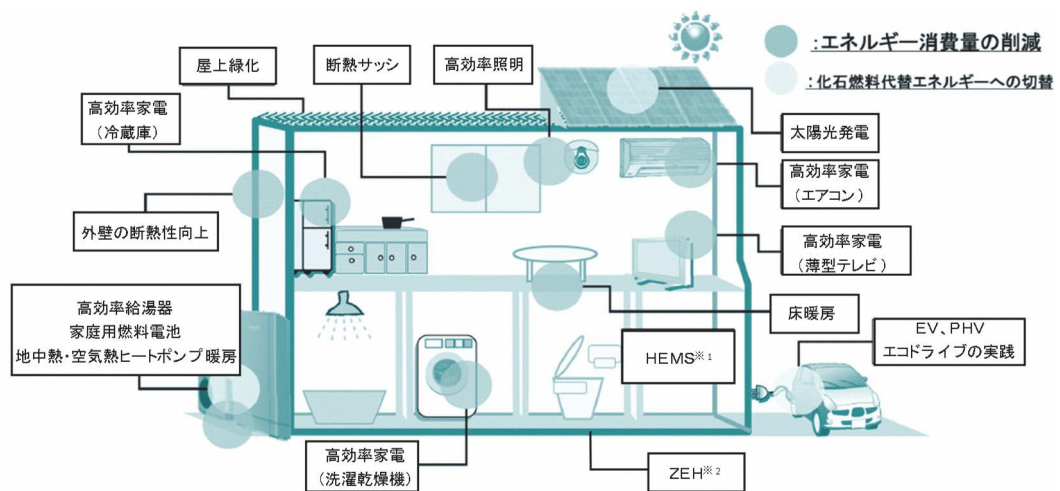 :エネルギー消費量の削減
:化石燃料代替エネルギーへの切替
屋上緑化
断熱サッシ
高効率照明
高効率家電
(冷蔵庫)
太陽光発電
高効率家電
(エアコン)
外壁の断熱性向上
高効率家電
(薄型テレビ)
高効率給湯器
家庭用燃料電池
地中熱・空気熱ヒートポンプ暖房
床暖房
HEMS※1
EV、PHV
エコドライブの実践
高効率家電
(洗濯乾燥機)
ZEH※2